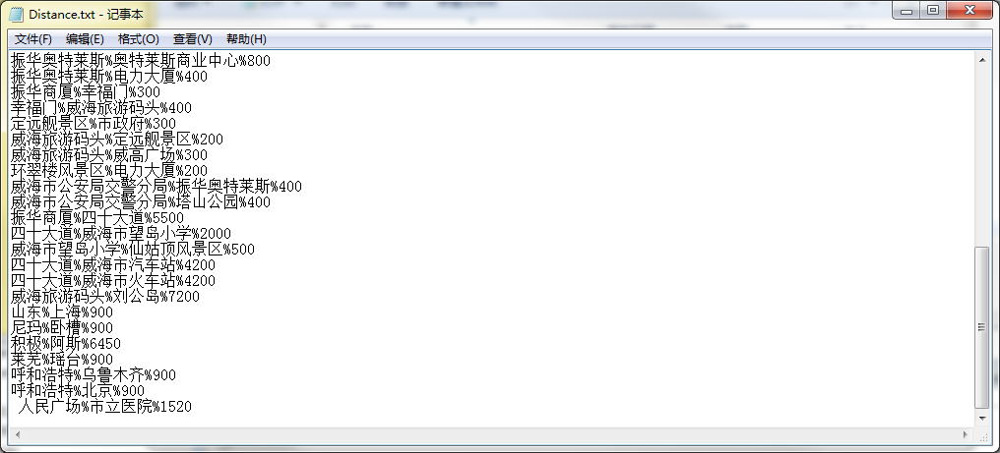 Distance.txt - 记事本
文件(F) 编辑(E) 格式(O) 查看(V) 帮助(H)
振华奥特莱斯%奥特莱斯商业中心%800
振华奥特莱斯%电力大厦%400
振华商厦%幸福门%300
幸福门%威海旅游码头%400
定远舰景区%市政府%300
威海旅游码头%定远舰景区%200
威海旅游码头%威高广场%300
环翠楼风景区%电力大厦%200
威海市公安局交警分局%振华奥特莱斯%400
威海市公安局交警分局%塔山公园%400
振华商厦%四十大道%5500
四十大道%威海市望岛小学%2000
威海市望岛小学%仙姑顶风景区%500
四十大道%威海市汽车站%4200
四十大道%威海市火车站%4200
威海旅游码头%刘公岛%7200
山东%上海%900
尼玛%卧槽%900
积极%阿斯%6450
莱芜%瑶台%900
呼和浩特%乌鲁木齐%900
呼和浩特%北京%900
人民广场%市立医院%1520